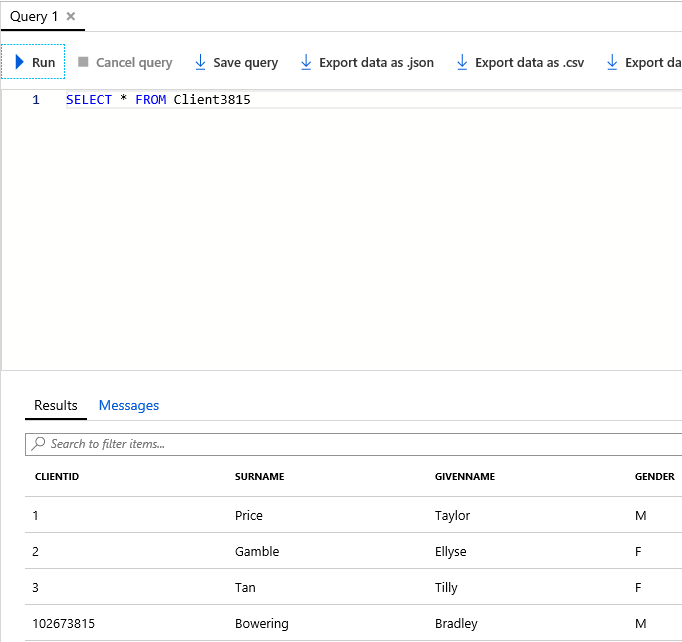 Query 1 ×
Run Cancel query Save query Export data as .json Export data as .csv Export da
1 SELECT * FROM Client3815
Results Messages
Search to filter items...
CLIENTID SURNAME GIVENNAME GENDER
1 Price Taylor M
2 Gamble Ellyse F
3 Tan Tilly F
102673815 Bowering Bradley M